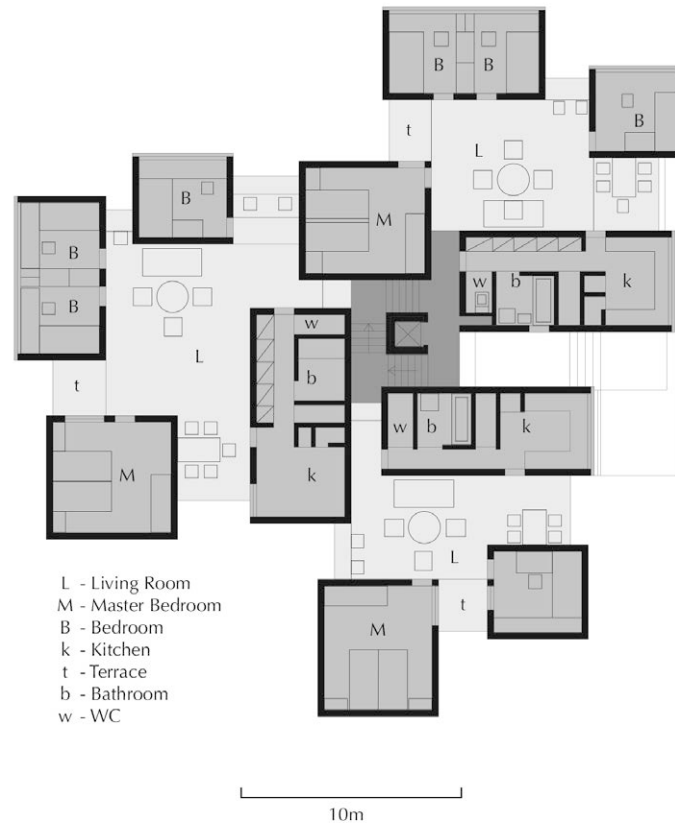 B B
B
t
L
B
M
B
B
w b k
L
w
b
t
w b k
M
k
L
t
M
L - Living Room
M - Master Bedroom
B - Bedroom
k - Kitchen
t - Terrace
b - Bathroom
w - WC
10m